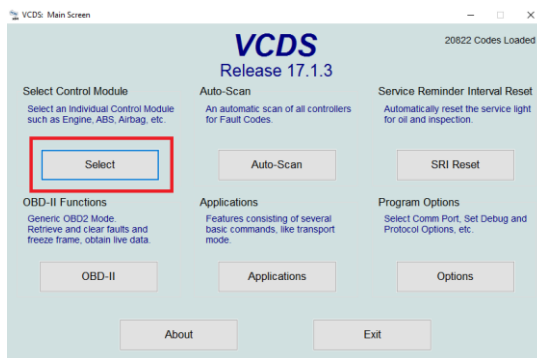 VCDS: Main Screen
VCDS
Release 17.1.3
20822 Codes Loaded
Select Control Module
Select an Individual Control Module
such as Engine, ABS, Airbag, etc.
Select
Auto-Scan
An automatic scan of all controllers
for Fault Codes.
Auto-Scan
Service Reminder Interval Reset
Automatically reset the service light
for oil and inspection.
SRI Reset
OBD-II Functions
Generic OBD2 Mode.
Retrieve and clear faults and
freeze frame, obtain live data.
OBD-II
Applications
Features consisting of several
basic commands, like transport
mode.
Applications
Program Options
Select Comm Port, Set Debug and
Protocol Options, etc.
Options
About
Exit